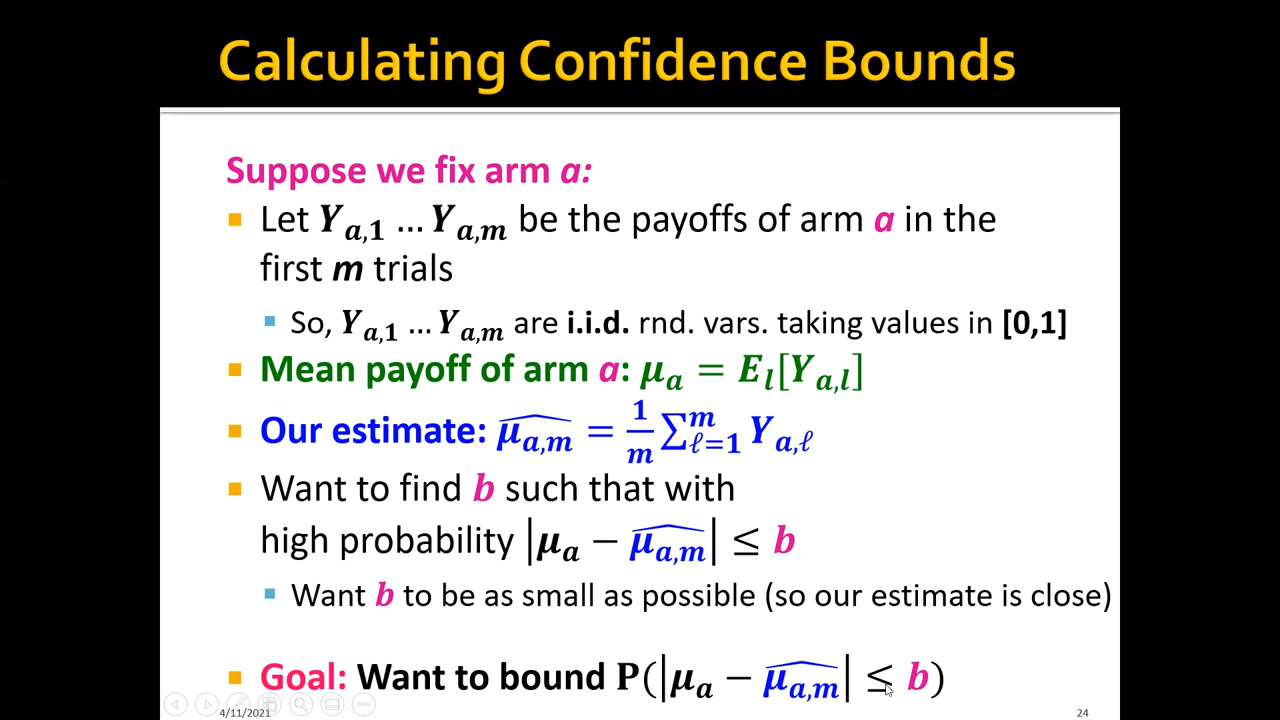 Calculating Confidence Bounds
Suppose we fix arm a:
Let Y_{a,1} … Y_{a,m} be the payoffs of arm a in the
first m trials
So, Y_{a,1} … Y_{a,m} are i.i.d. rnd. vars. taking values in [0,1]
Mean payoff of arm a: μ_a = E_l[Y_{a,l}]
Our estimate: \widehat{μ_{a,m}} = \frac{1}{m} ∑_{ℓ=1}^{m} Y_{a,ℓ}
Want to find b such that with
high probability |μ_a − \widehat{μ_{a,m}}| ≤ b
Want b to be as small as possible (so our estimate is close)
Goal: Want to bound P(|μ_a − \widehat{μ_{a,m}}| ≤ b)
4/11/2021
24